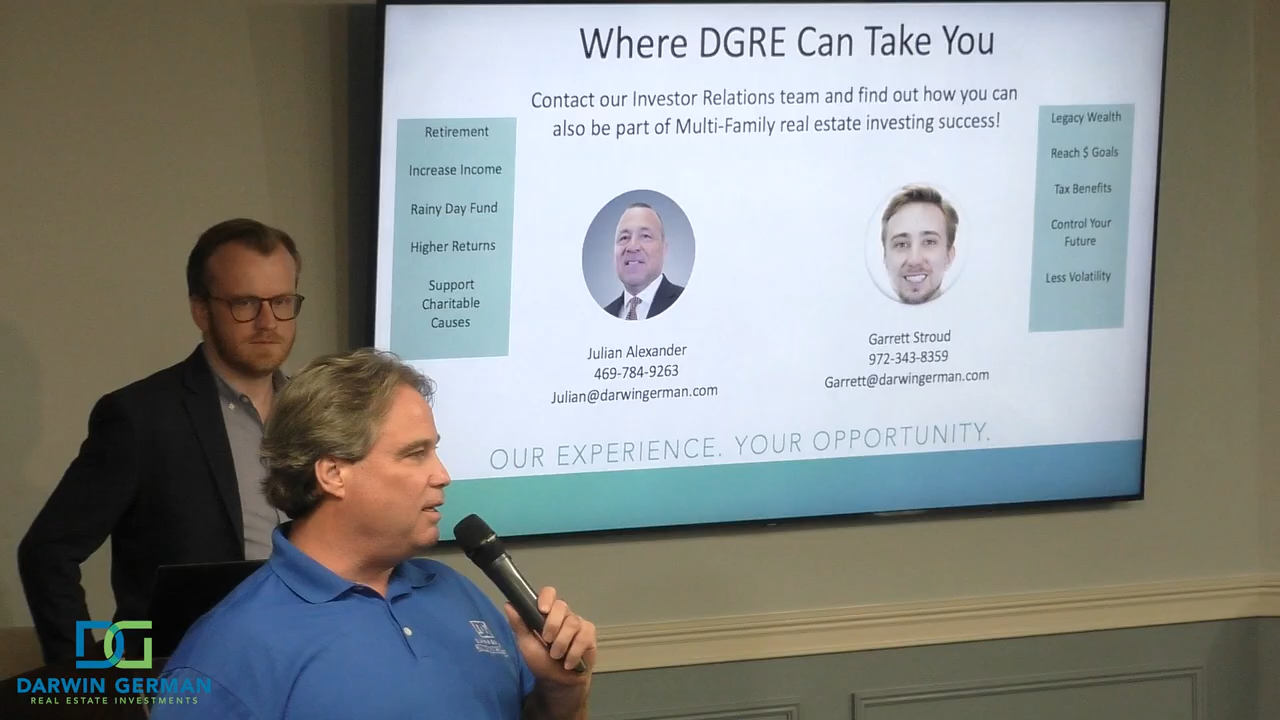 Where DGRE Can Take You
Contact our Investor Relations team and find out how you can
also be part of Multi-Family real estate investing success!
Retirement
Increase Income
Rainy Day Fund
Higher Returns
Support
Charitable
Causes
Legacy Wealth
Reach $ Goals
Tax Benefits
Control Your
Future
Less Volatility
Julian Alexander
469-784-9263
Julian@darwingerman.com
Garrett Stroud
972-343-8359
Garrett@darwingerman.com
OUR EXPERIENCE. YOUR OPPORTUNITY.
DG
DARWIN GERMAN
REAL ESTATE INVESTMENTS